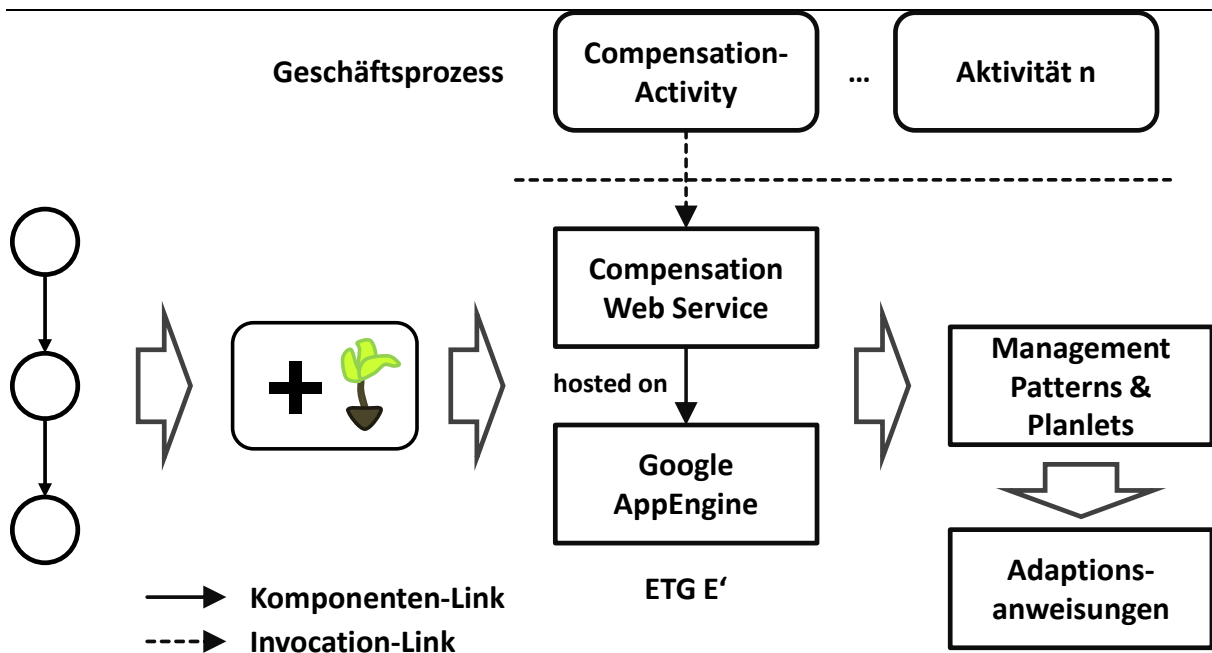 Geschäftsprozess
Compensation-
Activity
...
Aktivität n
Compensation
Web Service
hosted on
Google
AppEngine
ETG E‘
Management
Patterns &
Planlets
Adaptions-
anweisungen
Komponenten-Link
Invocation-Link